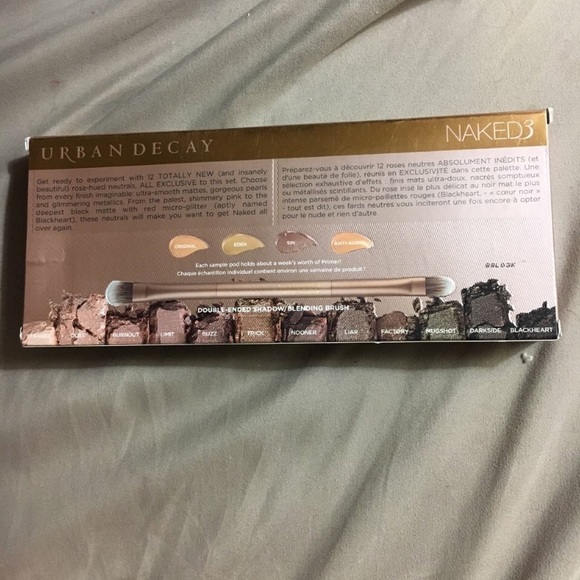 URBAN DECAY
NAKED3
Get ready to experiment with 12 TOTALLY NEW (and insanely
beautiful) rose-hued neutrals, ALL EXCLUSIVE to this set. Choose
from every finish imaginable: ultra-smooth mattes, gorgeous pearls
and glimmering metallics. From the palest, shimmery pink to the
deepest black matte with red micro-glitter (aptly named
Blackheart), these neutrals will make you want to get Naked all
over again.
Préparez-vous à découvrir 12 roses neutres ABSOLUMENT INÉDITS (et
d'une beauté de folie), réunis en EXCLUSIVITÉ dans cette palette. Une
sélection exhaustive d'effets : finis mats ultra-doux, nacrés somptueux
ou métalisés scintillants. Du rose irisé le plus délicat au noir mat le plus
intense parsemé de micro-paillettes rouges (Blackheart, - « cœur noir »
- tout est dit), ces fards neutres vous inciteront une fois encore à opter
pour le nude et rien d'autre
ORIGINAL
EDEN
SIN
ANTI-AGING
Each sample pod holds about a week's worth of Primer!
Chaque échantillon individuel contient environ une semaine de produit.
DOUBLE-ENDED SHADOW/BLENDING BRUSH
DUST
BURNOUT
LIMIT
BUZZ
TRICK
NOONER
LIAR
FACTORY
MUGSHOT
DARKSIDE
BLACKHEART